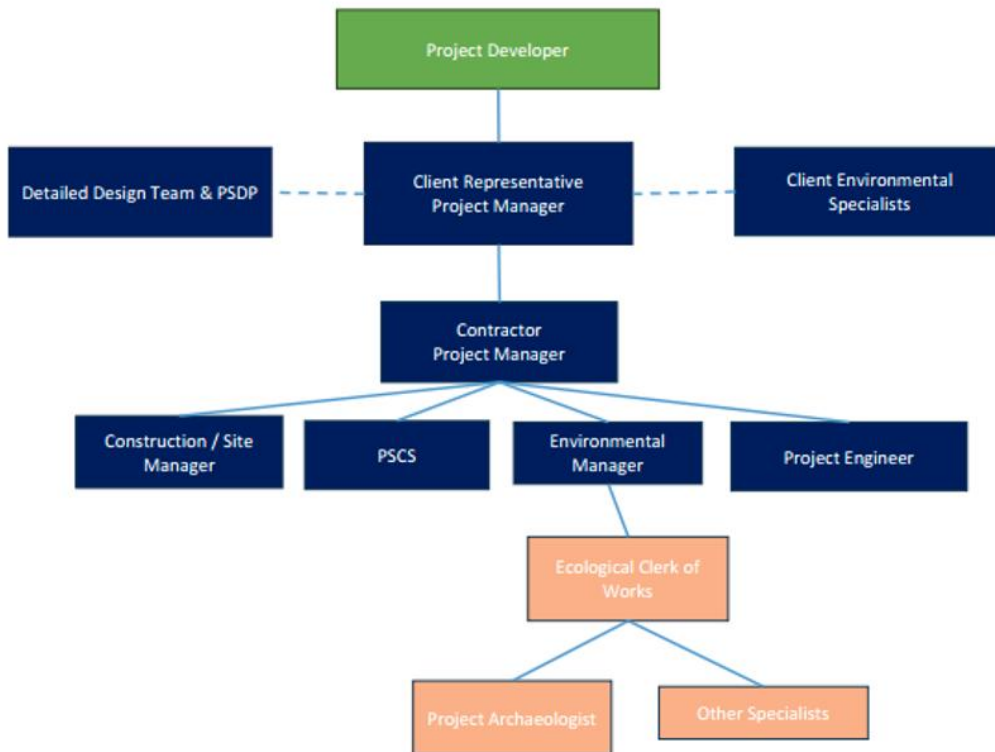 Project Developer
Detailed Design Team & PSDP
Client Representative
Project Manager
Client Environmental
Specialists
Contractor
Project Manager
Construction / Site
Manager
PSCS
Environmental
Manager
Project Engineer
Ecological Clerk of
Works
Project Archaeologist
Other Specialists